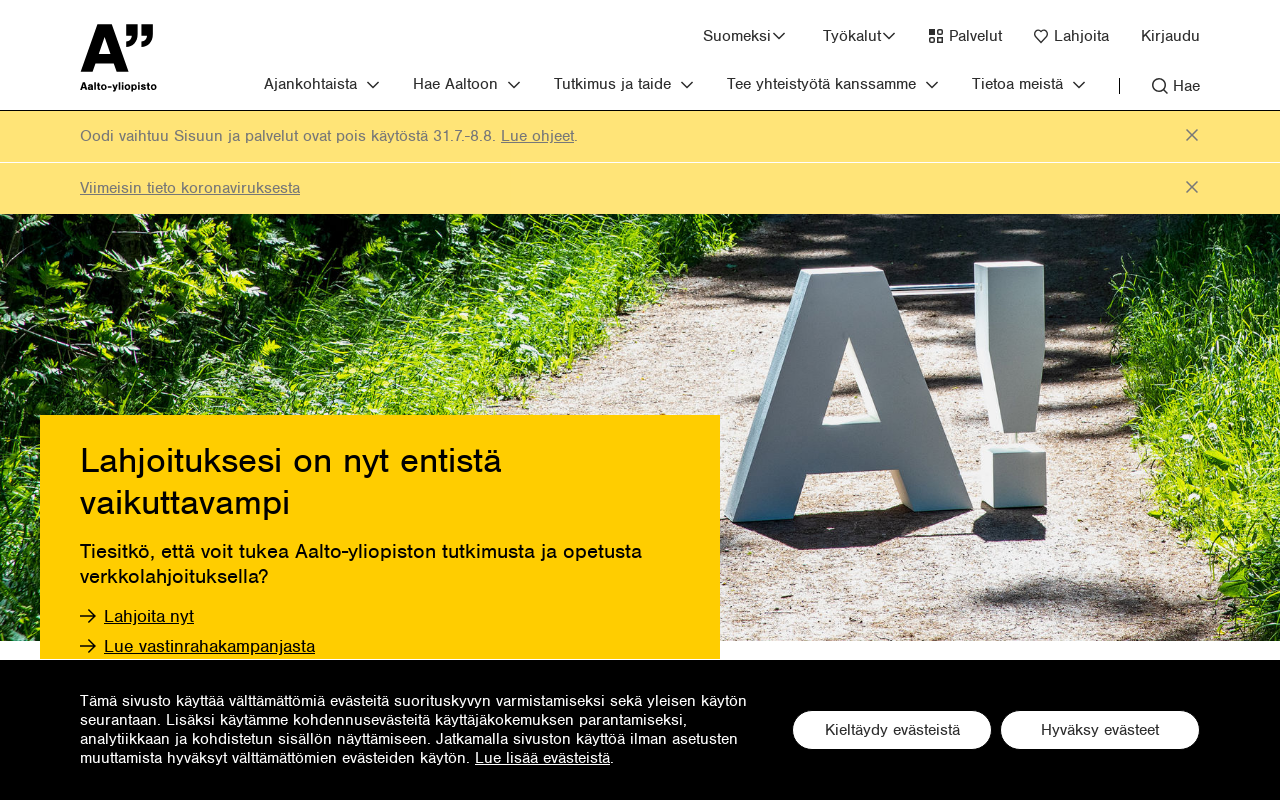 A”
Aalto-yliopisto
Suomeksi
Työkalut
Palvelut
Lahjoita
Kirjaudu
Ajankohtaista
Hae Aaltoon
Tutkimus ja taide
Tee yhteistyötä kanssamme
Tietoa meistä
Hae
Oodi vaihtuu Sisuun ja palvelut ovat pois käytöstä 31.7.-8.8. Lue ohjeet.
Viimeisin tieto koronaviruksesta
A!
Lahjoituksesi on nyt entistä
vaikuttavampi
Tiesitkö, että voit tukea Aalto-yliopiston tutkimusta ja opetusta
verkkolahjoituksella?
Lahjoita nyt
Lue vastinrahakampanjasta
Tämä sivusto käyttää välttämättömiä evästeitä suorituskyvyn varmistamiseksi sekä yleisen käytön
seurantaan. Lisäksi käytämme kohdennusevästeitä käyttäjäkokemuksen parantamiseksi,
analytiikkaan ja kohdistetun sisällön näyttämiseen. Jatkamalla sivuston käyttöä ilman asetusten
muuttamista hyväksyt välttämättömien evästeiden käytön. Lue lisää evästeistä.
Kieltäydy evästeistä
Hyväksy evästeet